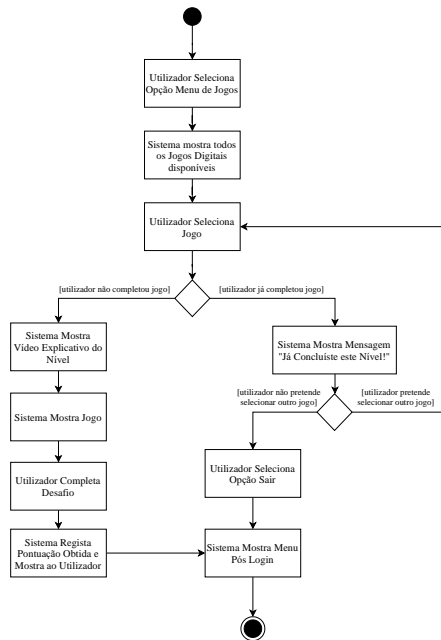 Utilizador Seleciona
Opção Menu de Jogos
Sistema mostra todos
os Jogos Digitais
disponíveis
Utilizador Seleciona
Jogo
[utilizador não completou jogo]
[utilizador já completou jogo]
Sistema Mostra
Vídeo Explicativo do
Nível
Sistema Mostra Mensagem
"Já Concluíste este Nível!"
Sistema Mostra Jogo
[utilizador não pretende
selecionar outro jogo]
[utilizador pretende
selecionar outro jogo]
Utilizador Completa
Desafio
Utilizador Seleciona
Opção Sair
Sistema Regista
Pontuação Obtida e
Mostra ao Utilizador
Sistema Mostra Menu
Pós Login